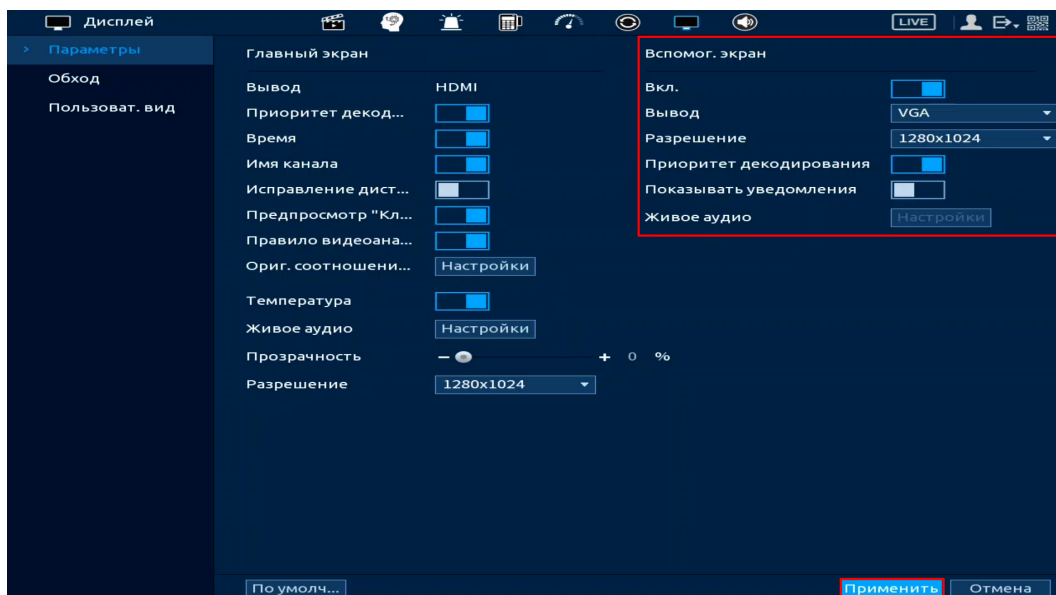 Дисплей
LIVE
Параметры
Обход
Пользоват. вид
Главный экран
Вывод HDMI
Приоритет декод...
Время
Имя канала
Исправление дист...
Предпросмотр "Кл...
Правило видеоана...
Ориг. соотношени... Настройки
Температура
Живое аудио Настройки
Прозрачность 0 %
Разрешение 1280x1024
Вспомог. экран
Вкл.
Вывод VGA
Разрешение 1280x1024
Приоритет декодирования
Показывать уведомления
Живое аудио Настройки
По умолч... Применить Отмена